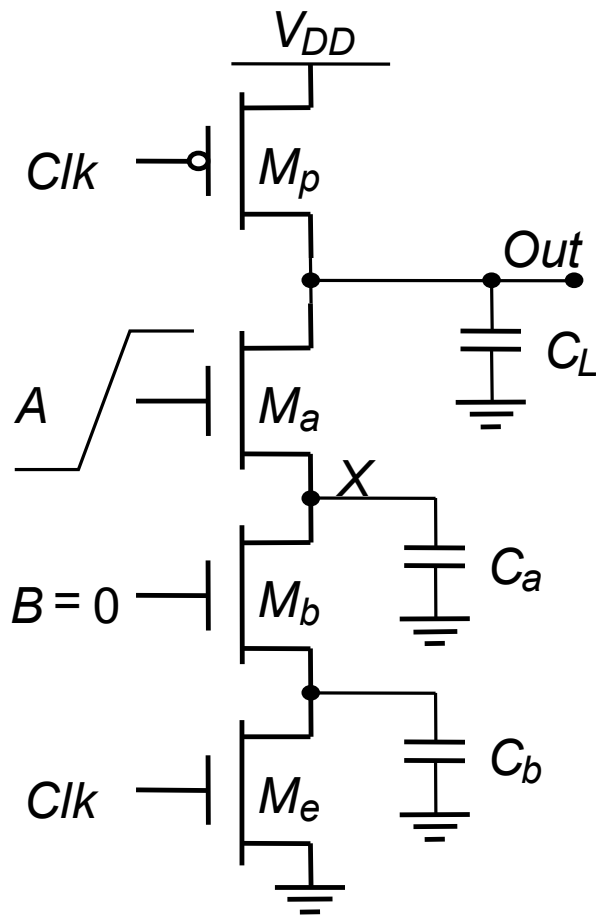 V_DD
Clk
M_p
Out
C_L
A
M_a
X
C_a
B = 0
M_b
C_b
Clk
M_e